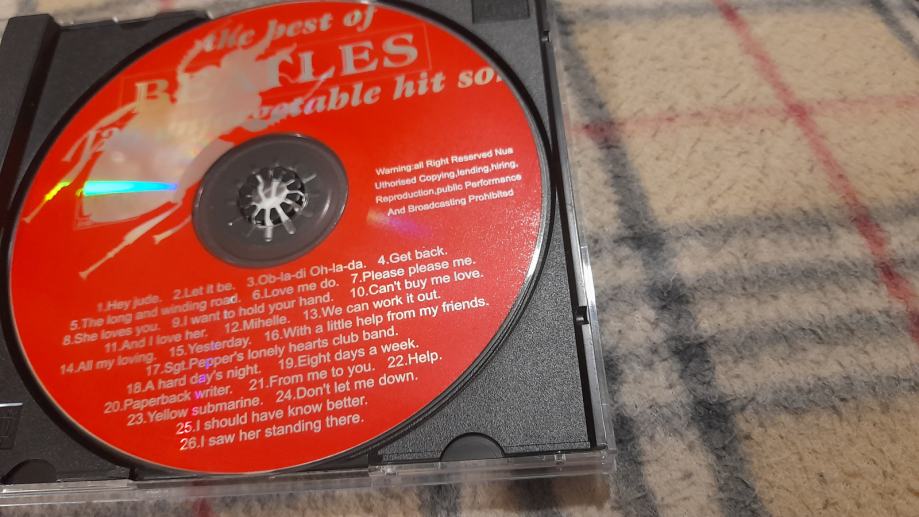 the best of
BEATLES
hit
Warning:all Right Reserved Nua
Uthorised Copying,lending,hiring,
Reproduction,public Performance
And Broadcasting Prohibited
1.Hey jude. 2.Let it be. 3.Ob-la-di Oh-la-da. 4.Get back.
5.The long and winding road. 6.Love me do. 7.Please please me.
8.She loves you. 9.I want to hold your hand. 10.Can't buy me love.
11.And I love her. 12.Mihelle. 13.We can work it out.
14.All my loving. 15.Yesterday. 16.With a little help from my friends.
17.Sgt.Pepper's lonely hearts club band.
18.A hard day's night. 19.Eight days a week.
20.Paperback writer. 21.From me to you. 22.Help.
23.Yellow submarine. 24.Don't let me down.
25.I should have know better.
26.I saw her standing there.